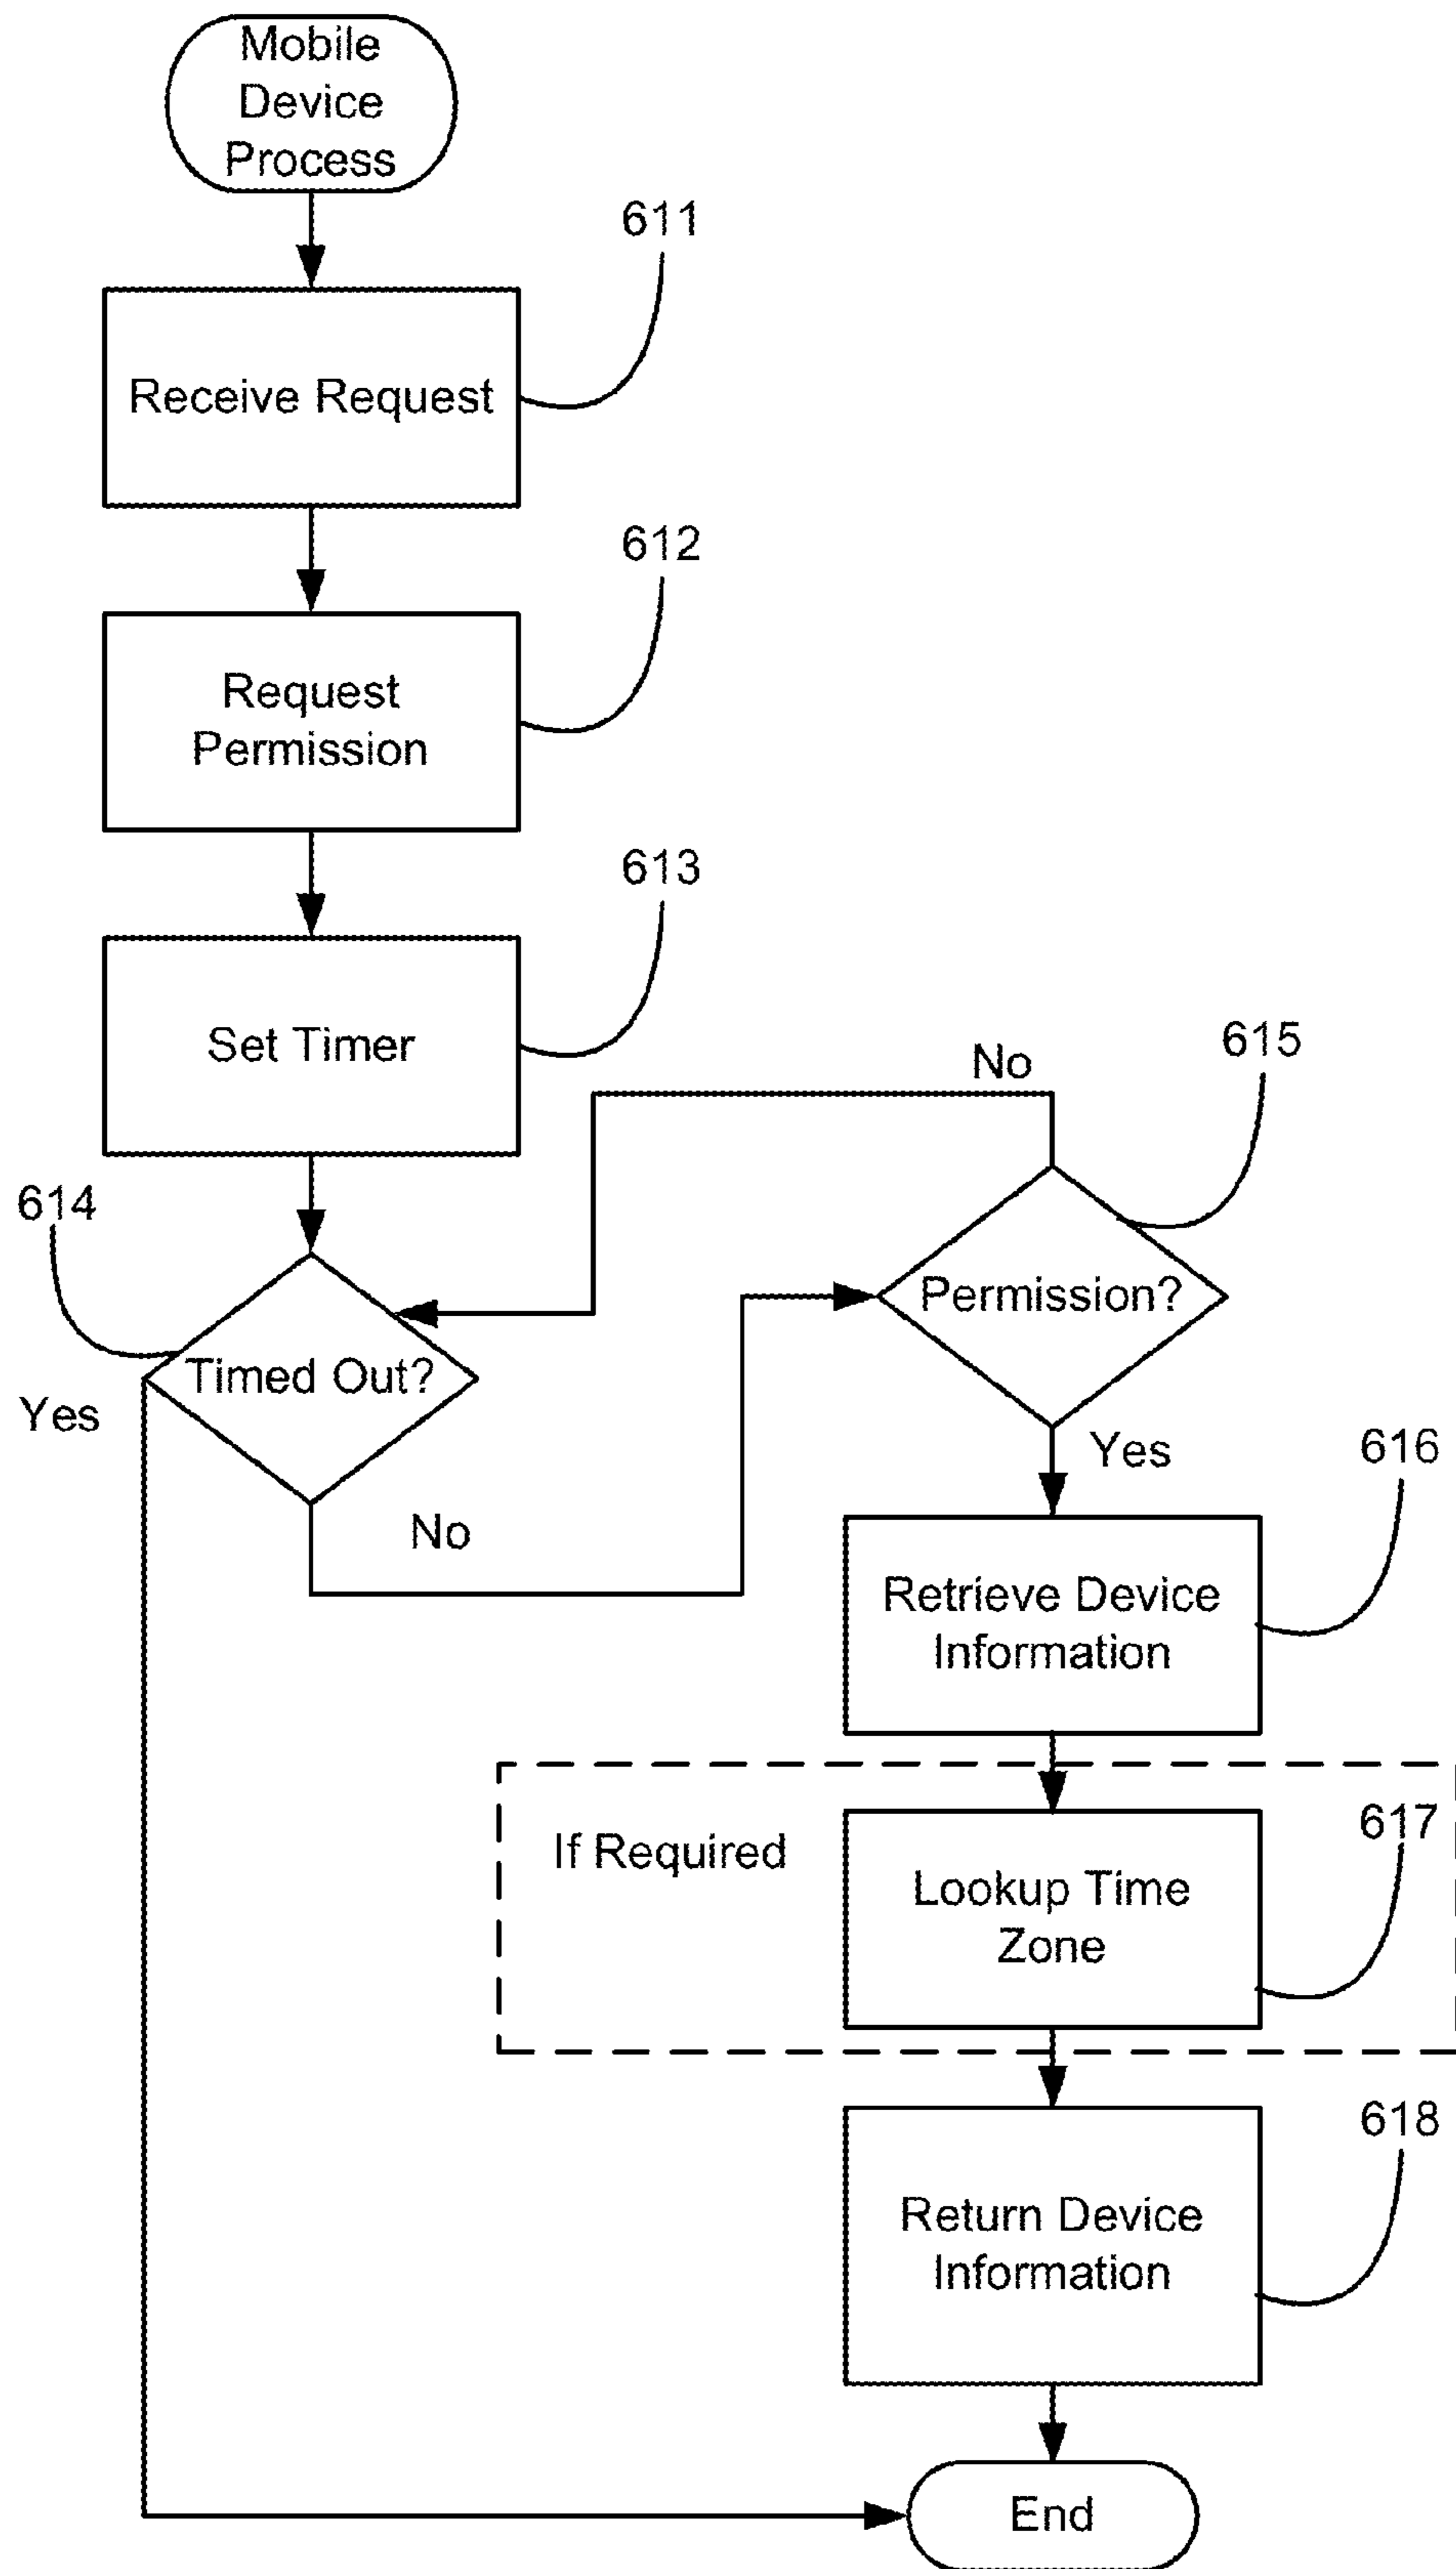 Mobile
Device
Process
611
Receive Request
612
Request
Permission
613
Set Timer
615
No
614
Permission?
Timed Out?
Yes
Yes
616
No
Retrieve Device
Information
617
If Required
Lookup Time
Zone
618
Return Device
Information
End